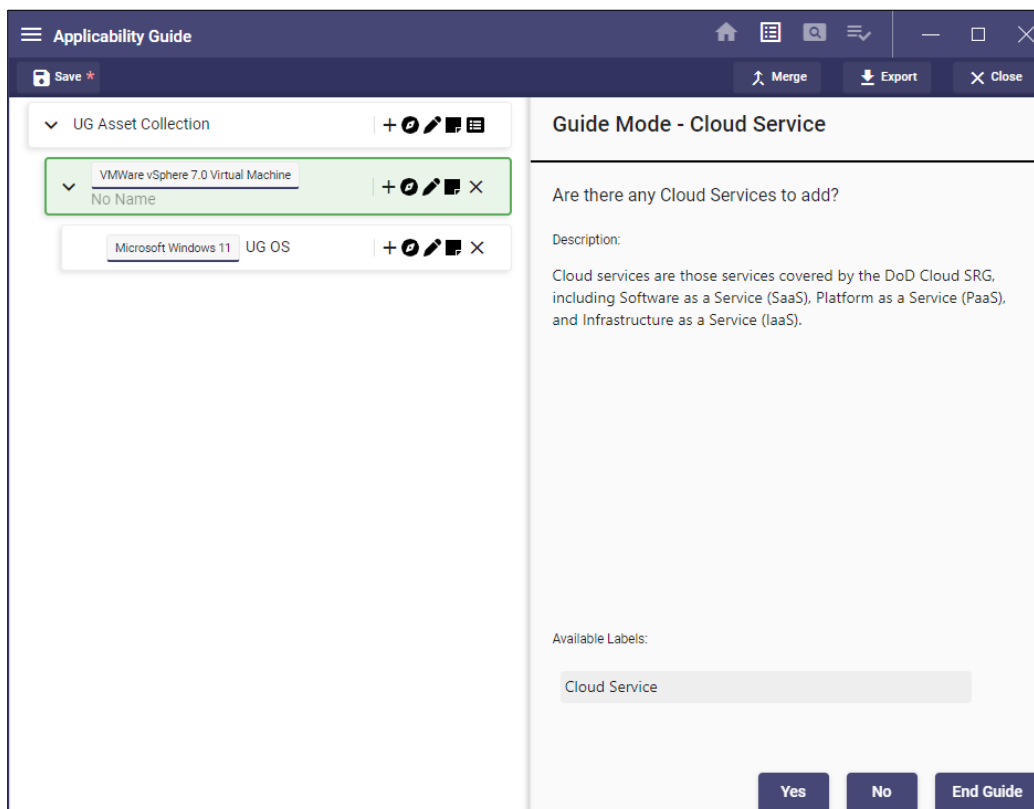 Applicability Guide
Save *
Merge
Export
Close
UG Asset Collection
VMWare vSphere 7.0 Virtual Machine
No Name
Microsoft Windows 11
UG OS
Guide Mode - Cloud Service
Are there any Cloud Services to add?
Description:
Cloud services are those services covered by the DoD Cloud SRG,
including Software as a Service (SaaS), Platform as a Service (PaaS),
and Infrastructure as a Service (IaaS).
Available Labels:
Cloud Service
Yes
No
End Guide